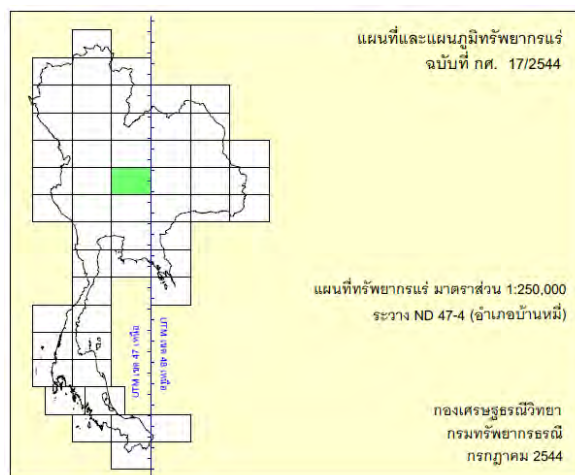 แผนที่และแผนภูมิทรัพยากรแร่
ฉบับที่ กศ. 17/2544
แผนที่ทรัพยากรแร่ มาตราส่วน 1:250,000
ระวาง ND 47-4 (อำเภอบ้านหมี่)
UTM เขต 47 เหนือ
UTM เขต 48 เหนือ
กองเศรษฐธรณีวิทยา
กรมทรัพยากรธรณี
กรกฎาคม 2544